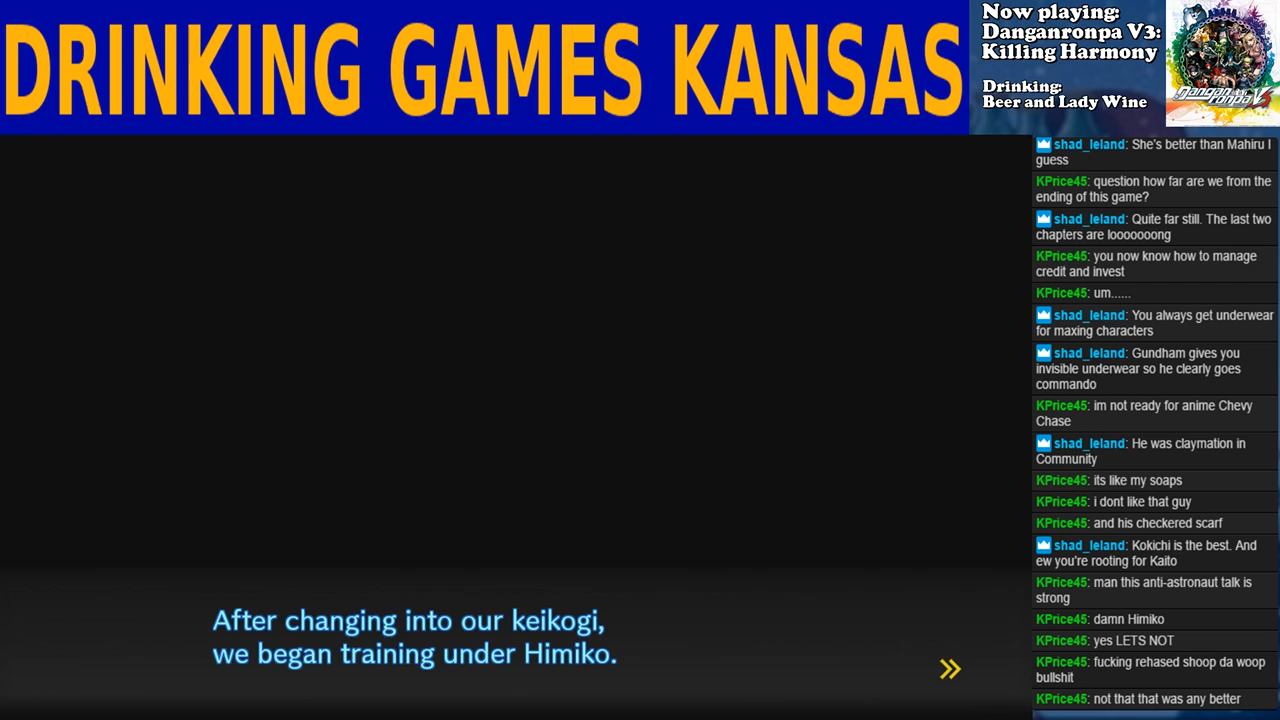 DRINKING GAMES KANSAS
Now playing:
Danganronpa V3:
Killing Harmony
Drinking:
Beer and Lady Wine
danganronpa V3
shad_leland: She's better than Mahiru I
guess
KPrice45: question how far are we from the
ending of this game?
shad_leland: Quite far still. The last two
chapters are looooooong
KPrice45: you now know how to manage
credit and invest
KPrice45: um......
shad_leland: You always get underwear
for maxing characters
shad_leland: Gundham gives you
invisible underwear so he clearly goes
commando
KPrice45: im not ready for anime Chevy
Chase
shad_leland: He was claymation in
Community
KPrice45: its like my soaps
KPrice45: i dont like that guy
KPrice45: and his checkered scarf
shad_leland: Kokichi is the best. And
ew you're rooting for Kaito
KPrice45: man this anti-astronaut talk is
strong
KPrice45: damn Himiko
KPrice45: yes LETS NOT
KPrice45: fucking rehased shoop da woop
bullshit
KPrice45: not that that was any better
After changing into our keikogi,
we began training under Himiko.